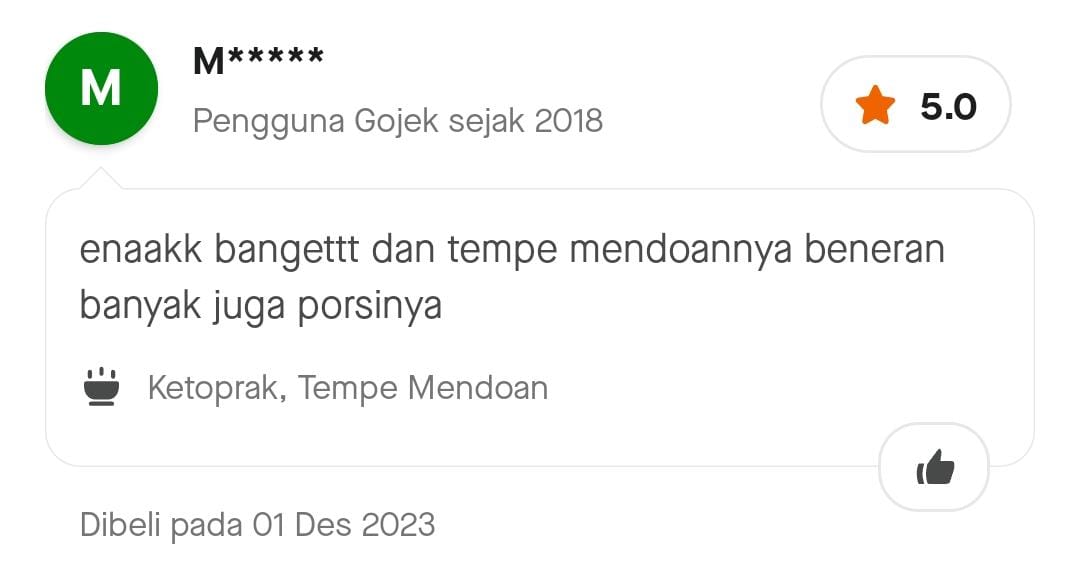 M
M*****
Pengguna Gojek sejak 2018
5.0
enaakk bangettt dan tempe mendoannya beneran
banyak juga porsinya
Ketoprak, Tempe Mendoan
Dibeli pada 01 Des 2023